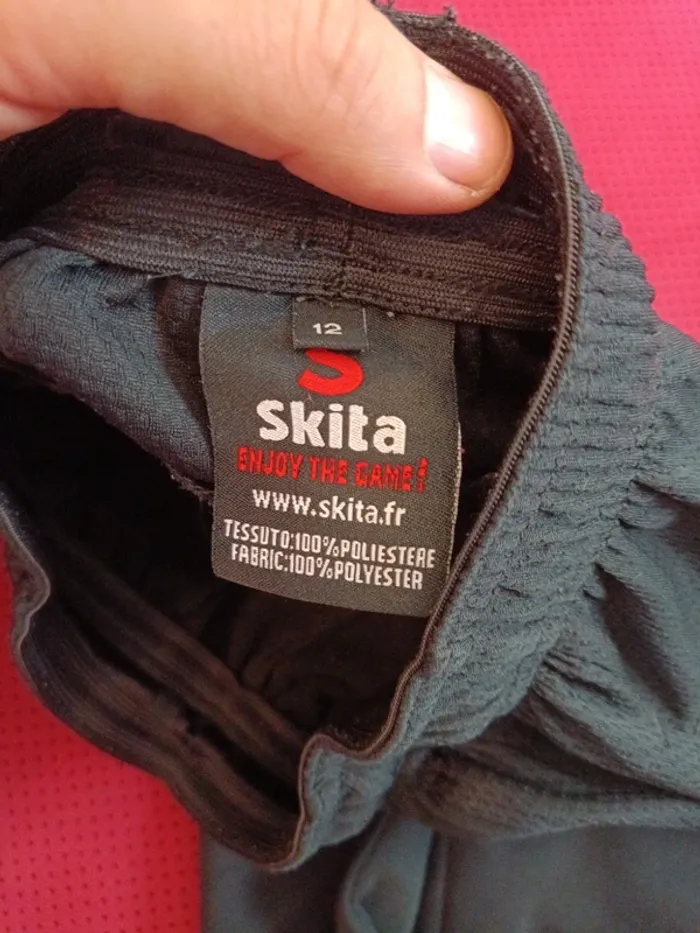 12
S
Skita
ENJOY THE GAME!
www.skita.fr
TESSUTO:100%POLIESTERE
FABRIC:100%POLYESTER